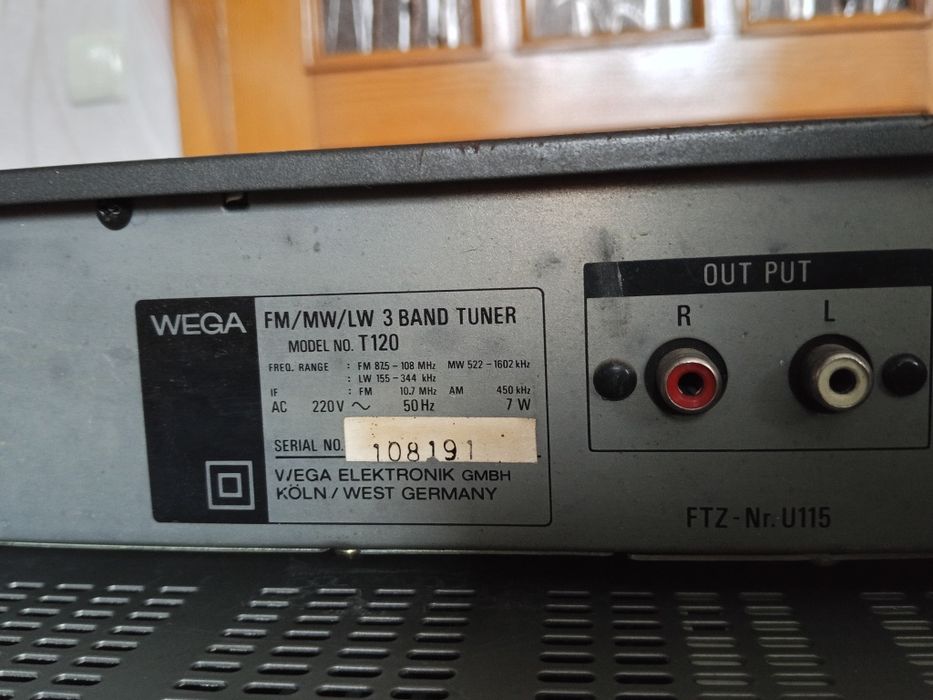 WEGA
FM/MW/LW 3 BAND TUNER
MODEL NO. T120
FREQ. RANGE : FM 87.5 - 108 MHz MW 522 - 1602 kHz
: LW 155 - 344 kHz
IF : FM 10.7 MHz AM 450 kHz
AC 220V ~ 50 Hz 7 W
SERIAL NO. 108191
WEGA ELEKTRONIK GMBH
KÖLN / WEST GERMANY
OUT PUT
R L
FTZ - Nr. U115